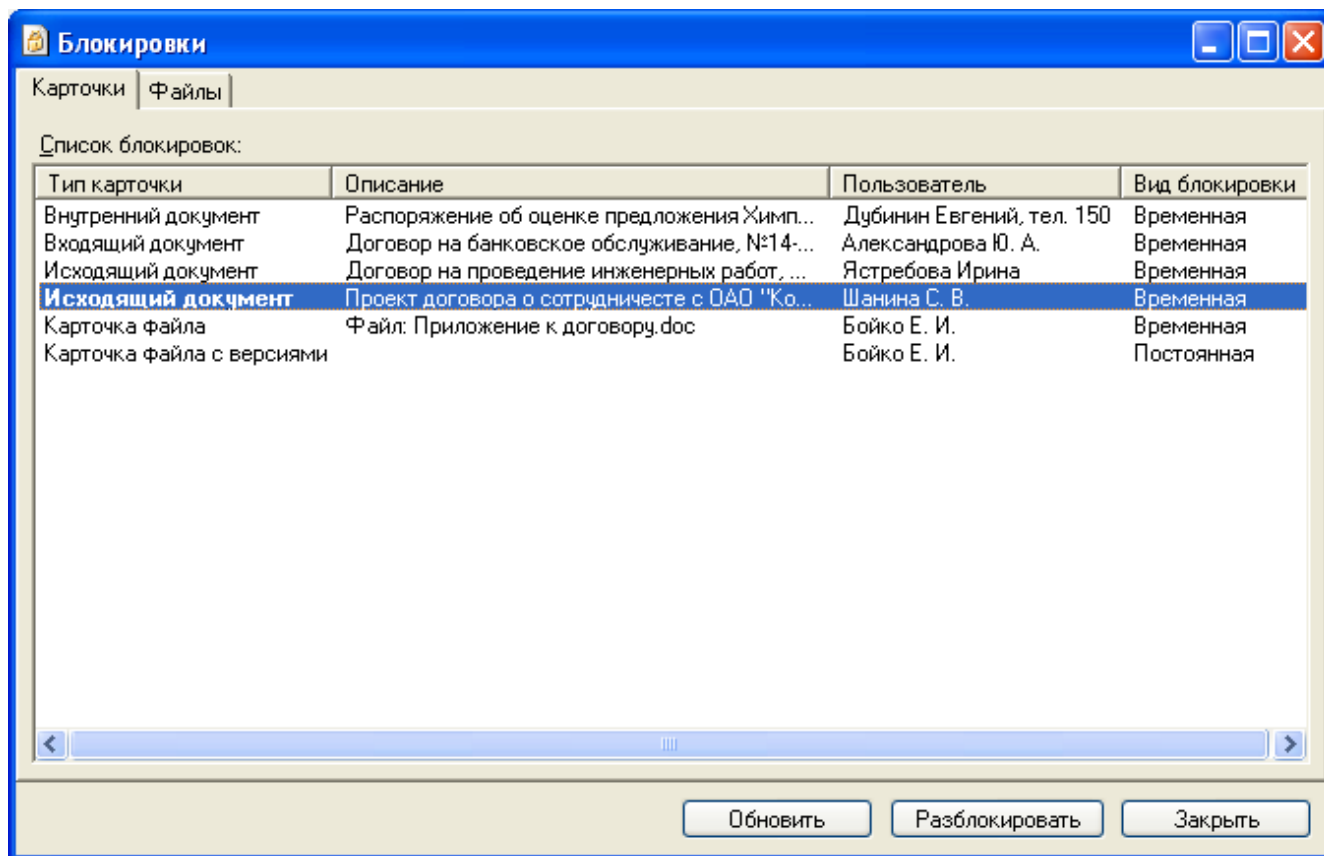 Блокировки
Карточки Файлы
Список блокировок:
Тип карточки Описание Пользователь Вид блокировки
Внутренний документ Распоряжение об оценке предложения Химп... Дубинин Евгений, тел. 150 Временная
Входящий документ Договор на банковское обслуживание, №14-... Александрова Ю. А. Временная
Исходящий документ Договор на проведение инженерных работ, ... Ястребова Ирина Временная
Исходящий документ Проект договора о сотрудничесте с ОАО "Ко... Шанина С. В. Временная
Карточка файла Файл: Приложение к договору.doc Бойко Е. И. Временная
Карточка файла с версиями Бойко Е. И. Постоянная
Обновить Разблокировать Закрыть